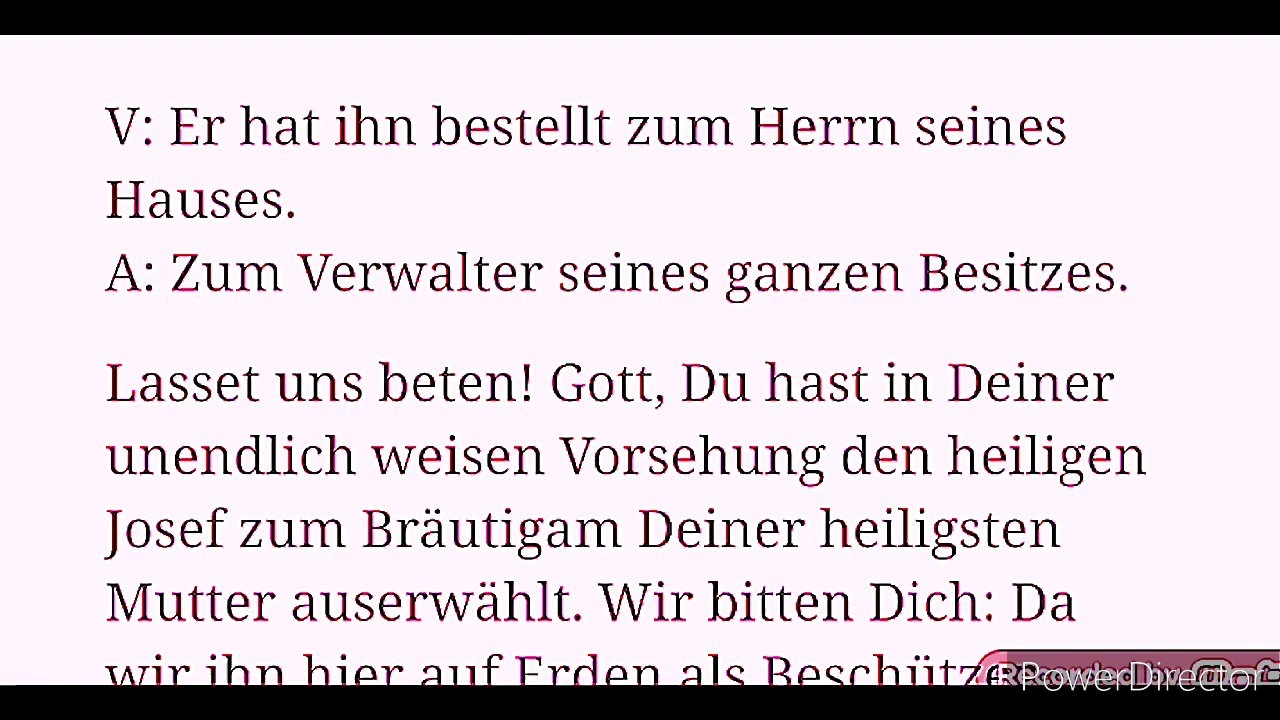 V: Er hat ihn bestellt zum Herrn seines
Hauses.
A: Zum Verwalter seines ganzen Besitzes.
Lasset uns beten! Gott, Du hast in Deiner
unendlich weisen Vorsehung den heiligen
Josef zum Bräutigam Deiner heiligsten
Mutter auserwählt. Wir bitten Dich: Da
wir ihn hier auf Erden als
PowerDirector